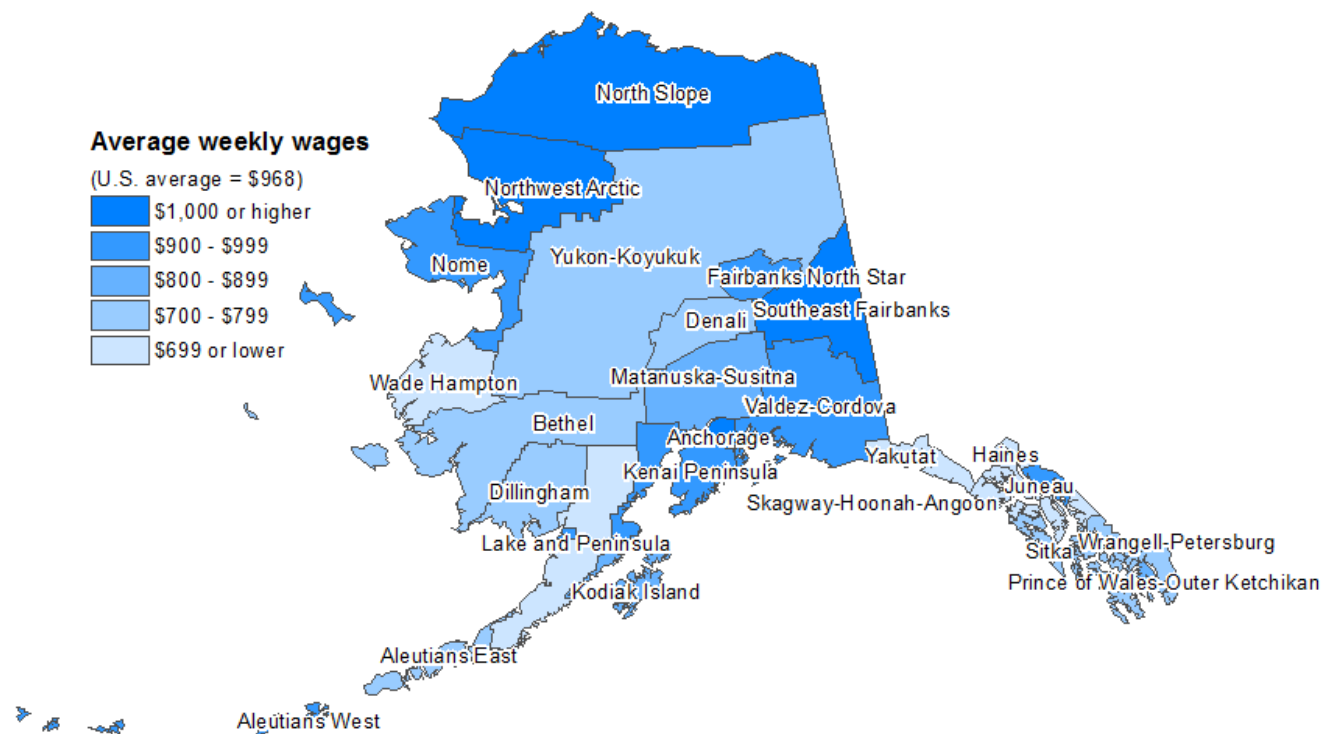 Average weekly wages
(U.S. average = $968)
$1,000 or higher
$900 - $999
$800 - $899
$700 - $799
$699 or lower
North Slope
Northwest Arctic
Nome
Yukon-Koyukuk
Fairbanks North Star
Denali
Southeast Fairbanks
Wade Hampton
Matanuska-Susitna
Valdez-Cordova
Bethel
Anchorage
Yakutat
Haines
Kenai Peninsula
Dillingham
Juneau
Skagway-Hoonah-Angoon
Lake and Peninsula
Sitka
Wrangell-Petersburg
Kodiak Island
Prince of Wales-Outer Ketchikan
Aleutians East
Aleutians West